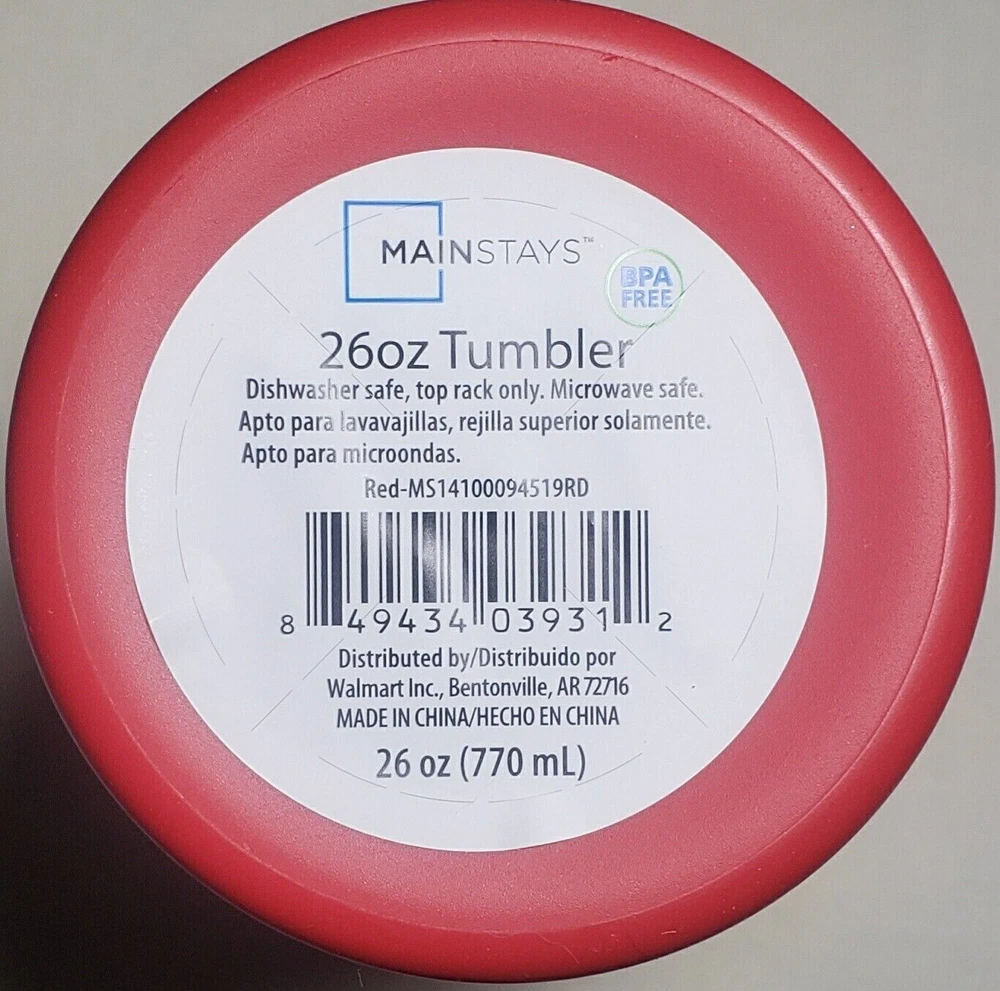 MAINSTAYS™
BPA
FREE
26oz Tumbler
Dishwasher safe, top rack only. Microwave safe.
Apto para lavavajillas, rejilla superior solamente.
Apto para microondas.
Red-MS14100094519RD
8 49434 03931 2
Distributed by/Distribuido por
Walmart Inc., Bentonville, AR 72716
MADE IN CHINA/HECHO EN CHINA
26 oz (770 mL)